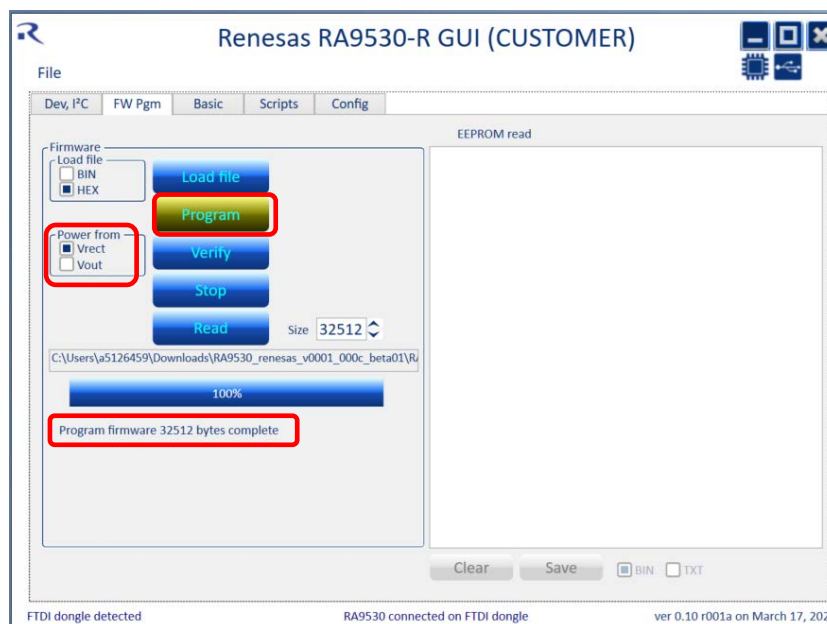 Renesas RA9530-R GUI (CUSTOMER)
File
Dev, I²C FW Pgm Basic Scripts Config
EEPROM read
Firmware
Load file
BIN
HEX
Load file
Program
Power from
Vrect
Vout
Verify
Stop
Read Size 32512
C:\Users\a5126459\Downloads\RA9530_renesas_v0001_000c_beta01\R
100%
Program firmware 32512 bytes complete
Clear Save BIN TXT
FTDI dongle detected RA9530 connected on FTDI dongle ver 0.10 r001a on March 17, 202